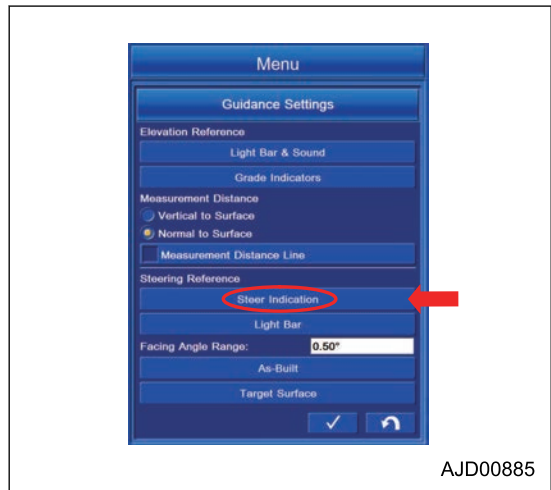 Menu
Guidance Settings
Elevation Reference
Light Bar & Sound
Grade Indicators
Measurement Distance
Vertical to Surface
Normal to Surface
Measurement Distance Line
Steering Reference
Steer Indication
Light Bar
Facing Angle Range: 0.50°
As-Built
Target Surface
AJD00885